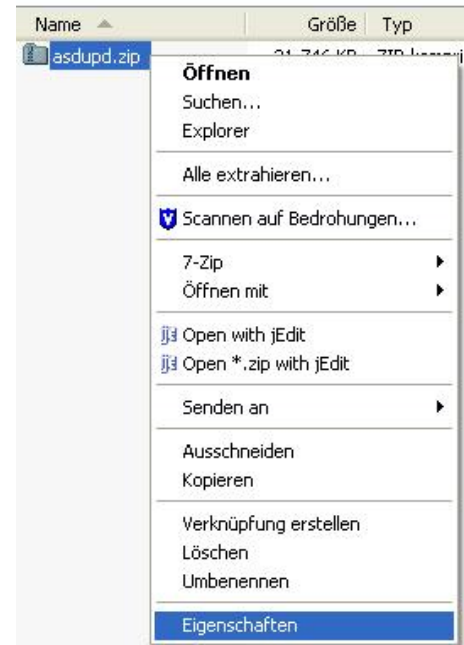 Name Größe Typ
asdupd.zip
Öffnen
Suchen...
Explorer
Alle extrahieren...
Scannen auf Bedrohungen...
7-Zip
Öffnen mit
Open with jEdit
Open *.zip with jEdit
Senden an
Ausschneiden
Kopieren
Verknüpfung erstellen
Löschen
Umbenennen
Eigenschaften